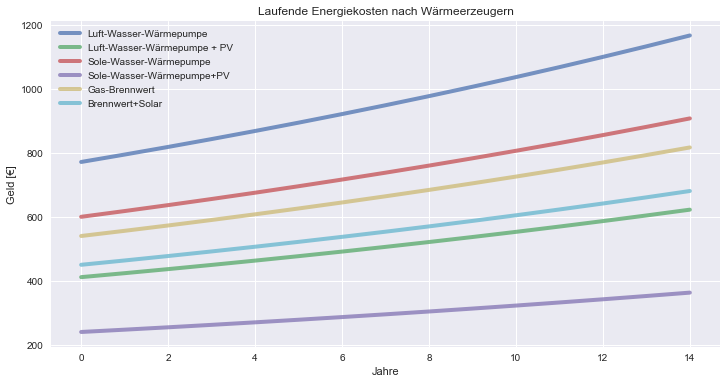 Laufende Energiekosten nach Wärmeerzeugern
Luft-Wasser-Wärmepumpe
Luft-Wasser-Wärmepumpe + PV
Sole-Wasser-Wärmepumpe
Sole-Wasser-Wärmepumpe+PV
Gas-Brennwert
Brennwert+Solar
Geld [€]
1200
1000
800
600
400
200
0 2 4 6 8 10 12 14
Jahre